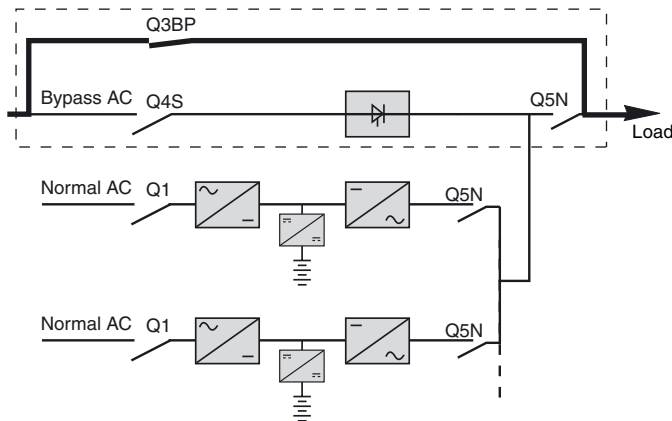 Q3BP
Bypass AC
Q4S
Q5N
Load
Normal AC
Q1
Q5N
Normal AC
Q1
Q5N